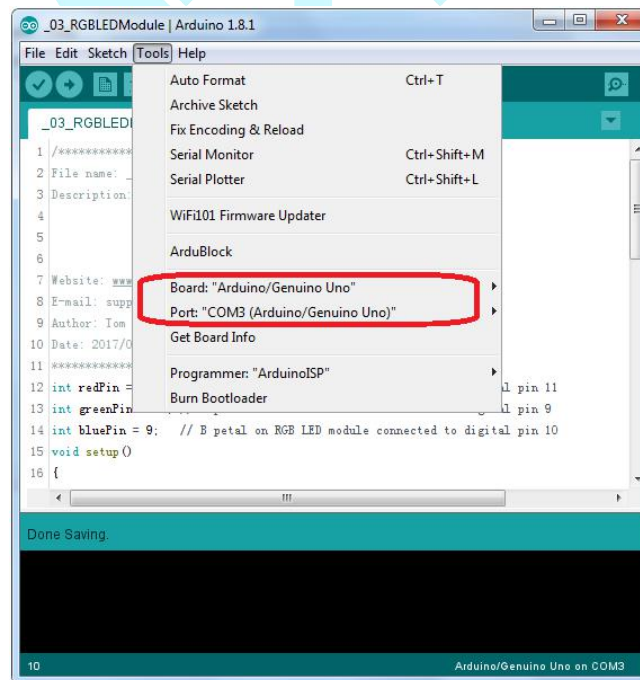 _03_RGBLEDModule | Arduino 1.8.1
File Edit Sketch Tools Help
Auto Format Ctrl+T
Archive Sketch
Fix Encoding & Reload
Serial Monitor Ctrl+Shift+M
Serial Plotter Ctrl+Shift+L
WiFi101 Firmware Updater
ArduBlock
Board: "Arduino/Genuino Uno"
Port: "COM3 (Arduino/Genuino Uno)"
Get Board Info
Programmer: "ArduinoISP"
Burn Bootloader
_03_RGBLED
1 /***********
2 File name: _
3 Description:
4
5
6
7 Website: www
8 E-mail: supp
9 Author: Tom
10 Date: 2017/0
11 ************
12 int redPin = al pin 11
13 int greenPin al pin 9
14 int bluePin = 9; // B petal on RGB LED module connected to digital pin 10
15 void setup()
16 {
Done Saving.
10 Arduino/Genuino Uno on COM3